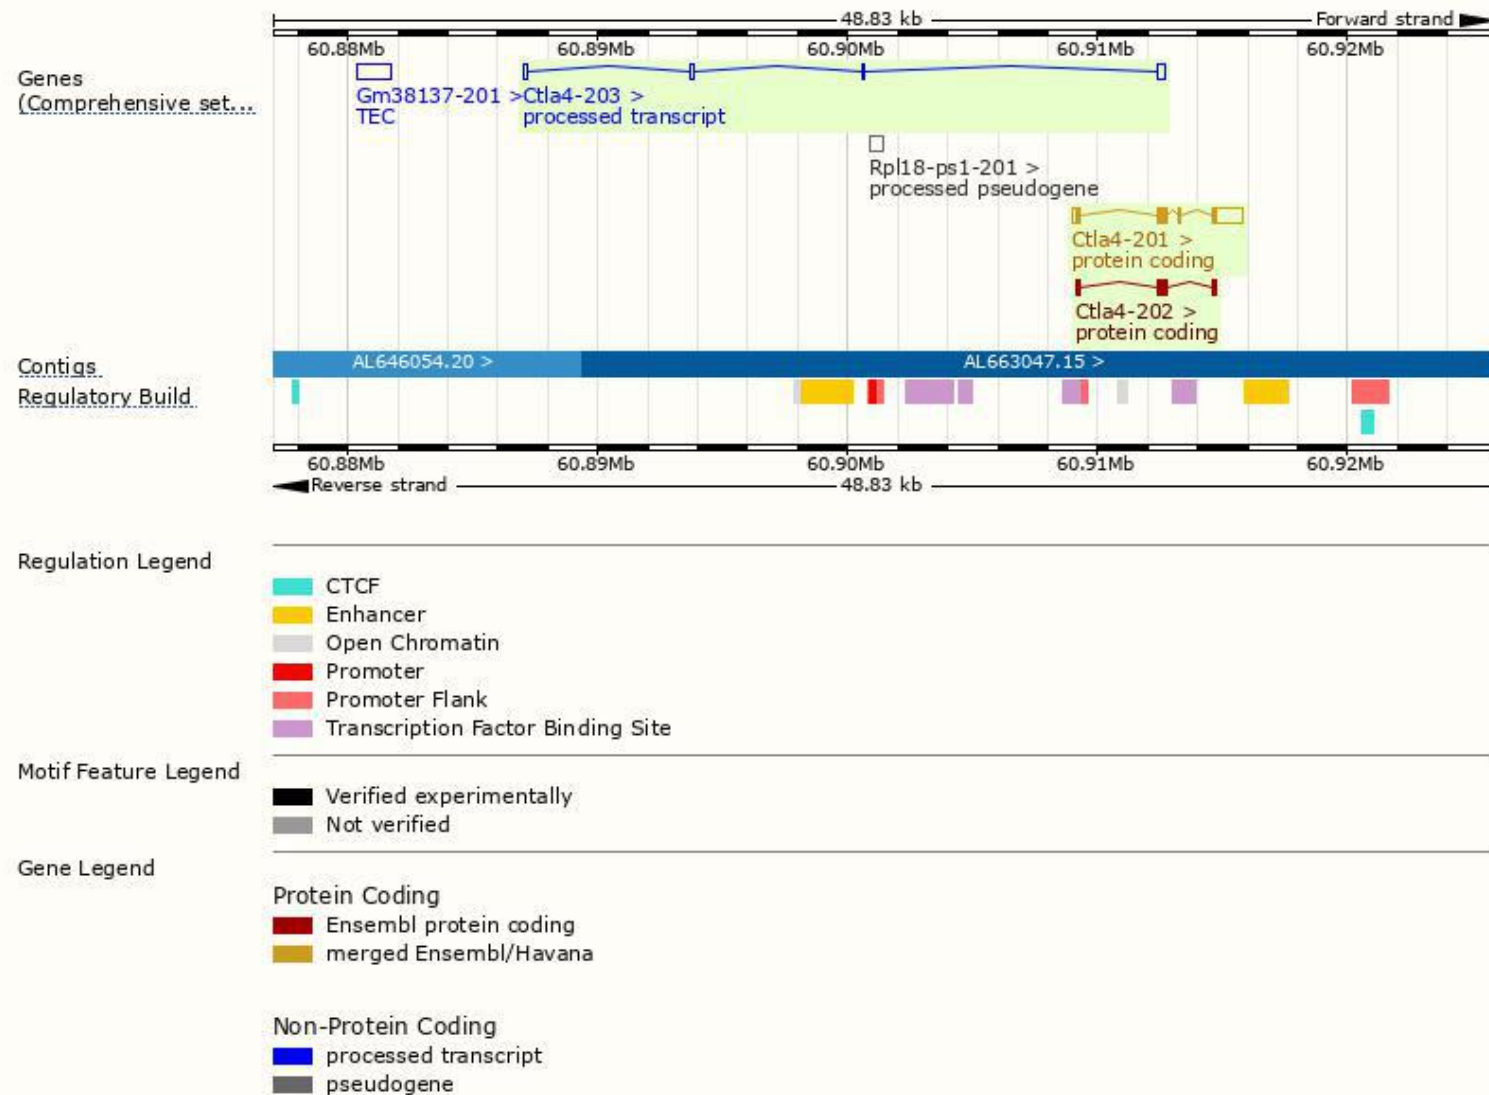 48.83 kb Forward strand
60.88Mb 60.89Mb 60.90Mb 60.91Mb 60.92Mb
Genes
(Comprehensive set...
Gm38137-201 >
TEC
Ctla4-203 >
processed transcript
Rpl18-ps1-201 >
processed pseudogene
Ctla4-201 >
protein coding
Ctla4-202 >
protein coding
Contigs AL646054.20 > AL663047.15 >
Regulatory Build
60.88Mb 60.89Mb 60.90Mb 60.91Mb 60.92Mb
Reverse strand 48.83 kb
Regulation Legend
CTCF
Enhancer
Open Chromatin
Promoter
Promoter Flank
Transcription Factor Binding Site
Motif Feature Legend
Verified experimentally
Not verified
Gene Legend
Protein Coding
Ensembl protein coding
merged Ensembl/Havana
Non-Protein Coding
processed transcript
pseudogene